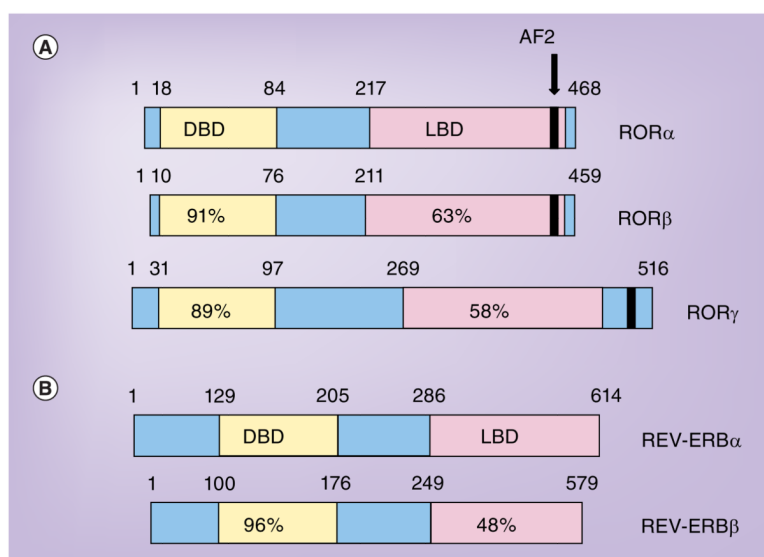 A
AF2
1 18 84 217 468
DBD LBD RORα
1 10 76 211 459
91% 63% RORβ
1 31 97 269 516
89% 58% RORγ
B
1 129 205 286 614
DBD LBD REV-ERBα
1 100 176 249 579
96% 48% REV-ERBβ